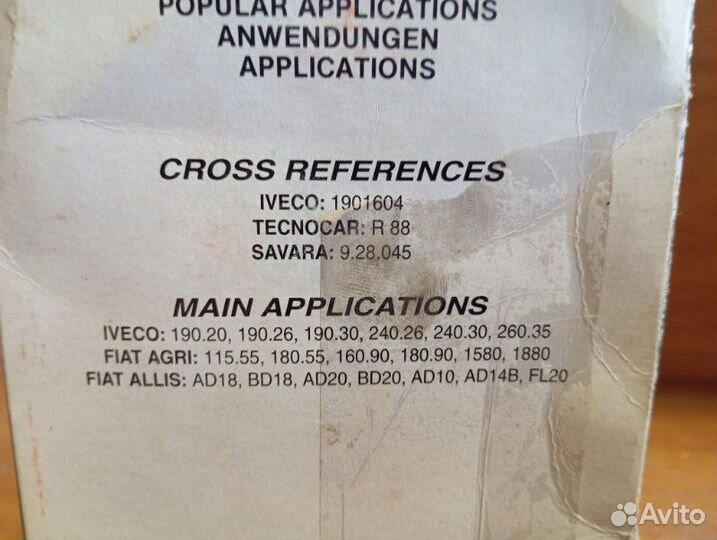 POPULAR APPLICATIONS
ANWENDUNGEN
APPLICATIONS
CROSS REFERENCES
IVECO: 1901604
TECNOCAR: R 88
SAVARA: 9.28.045
MAIN APPLICATIONS
IVECO: 190.20, 190.26, 190.30, 240.26, 240.30, 260.35
FIAT AGRI: 115.55, 180.55, 160.90, 180.90, 1580, 1880
FIAT ALLIS: AD18, BD18, AD20, BD20, AD10, AD14B, FL20
Avito